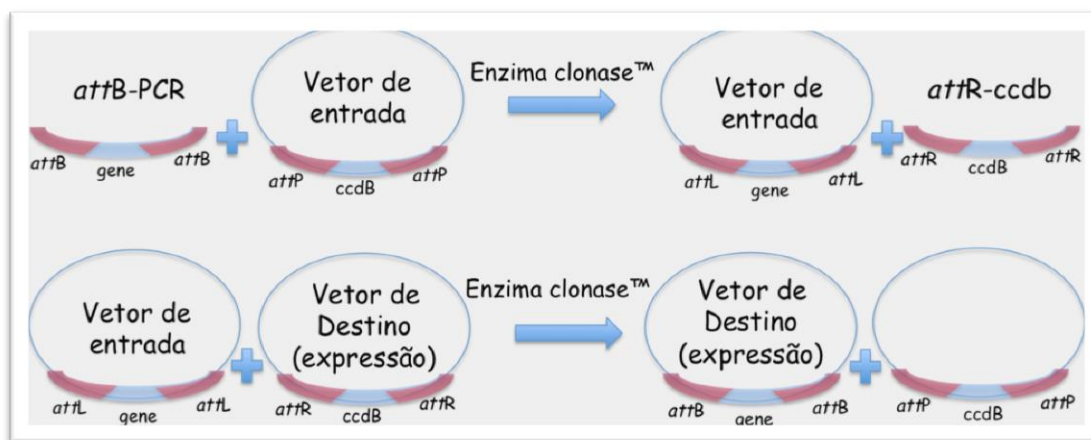 attB-PCR
attB
gene
attB
Vetor de
entrada
attP
ccdB
attP
Enzima clonase™
Vetor de
entrada
attL
gene
attL
attR-ccdb
attR
ccdB
attR
Vetor de
entrada
attL
gene
attL
Vetor de
Destino
(expressão)
attR
ccdB
attR
Enzima clonase™
Vetor de
Destino
(expressão)
attB
gene
attB
attP
ccdB
attP